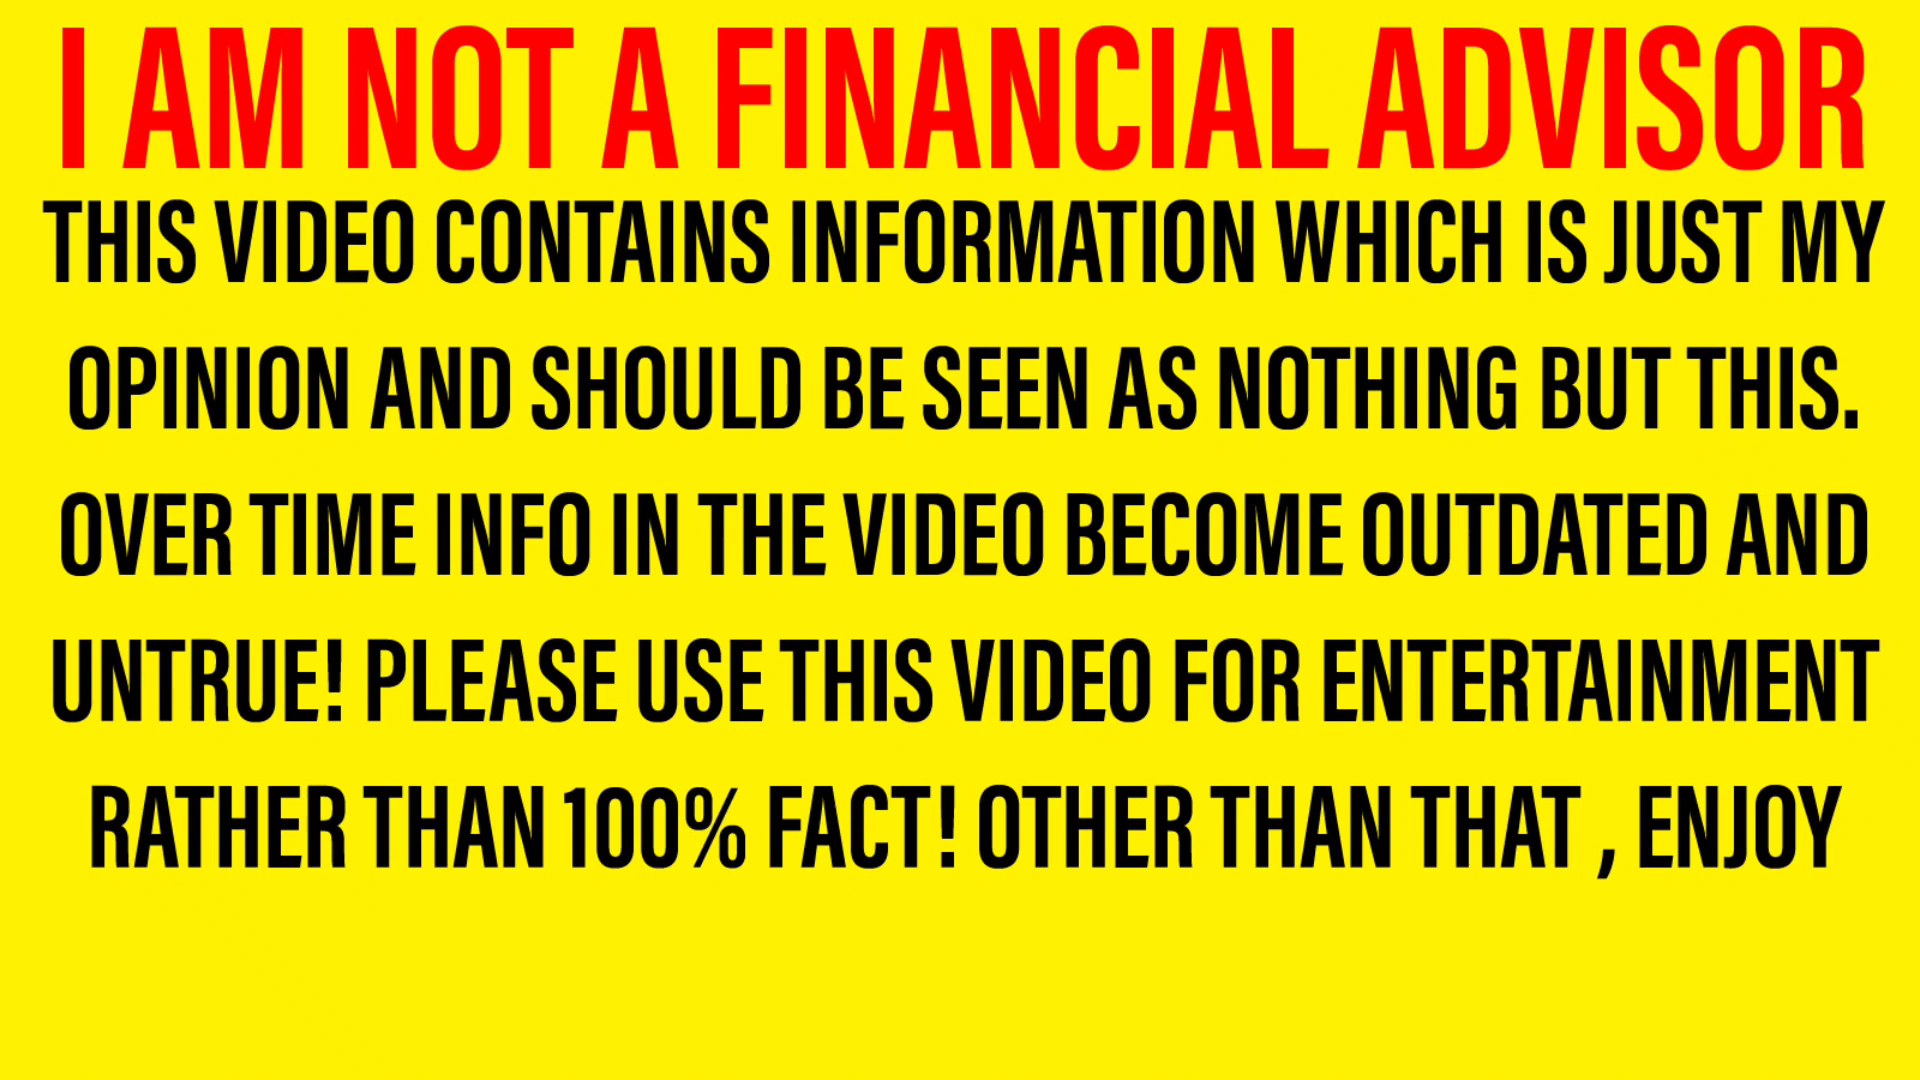 I AM NOT A FINANCIAL ADVISOR
THIS VIDEO CONTAINS INFORMATION WHICH IS JUST MY
OPINION AND SHOULD BE SEEN AS NOTHING BUT THIS.
OVER TIME INFO IN THE VIDEO BECOME OUTDATED AND
UNTRUE! PLEASE USE THIS VIDEO FOR ENTERTAINMENT
RATHER THAN 100% FACT! OTHER THAN THAT , ENJOY